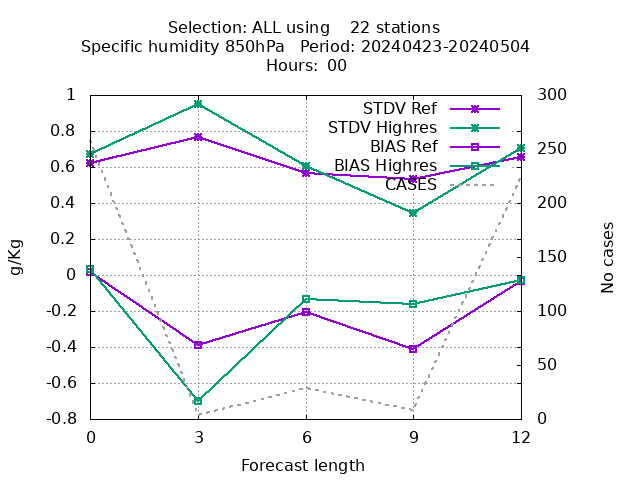 Selection: ALL using    22 stations
Specific humidity 850hPa   Period: 20240423-20240504
Hours: 00
STDV Ref
STDV Highres
BIAS Ref
BIAS Highres
CASES
1
0.8
0.6
0.4
0.2
0
-0.2
-0.4
-0.6
-0.8
g/Kg
300
250
200
150
100
50
0
No cases
0 3 6 9 12
Forecast length